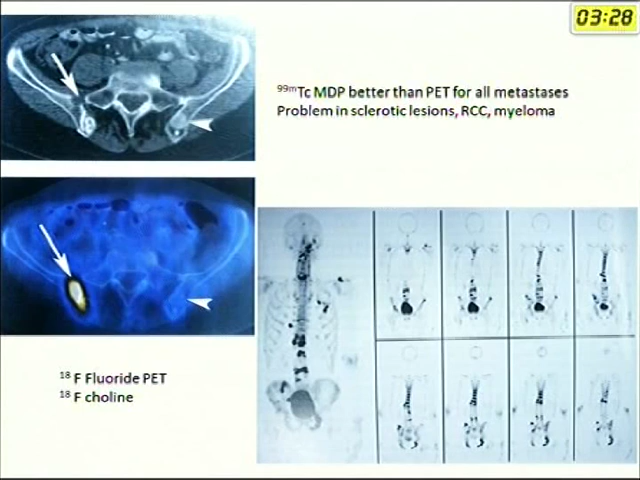 03:28
99mTc MDP better than PET for all metastases
Problem in sclerotic lesions, RCC, myeloma
18 F Fluoride PET
18 F choline